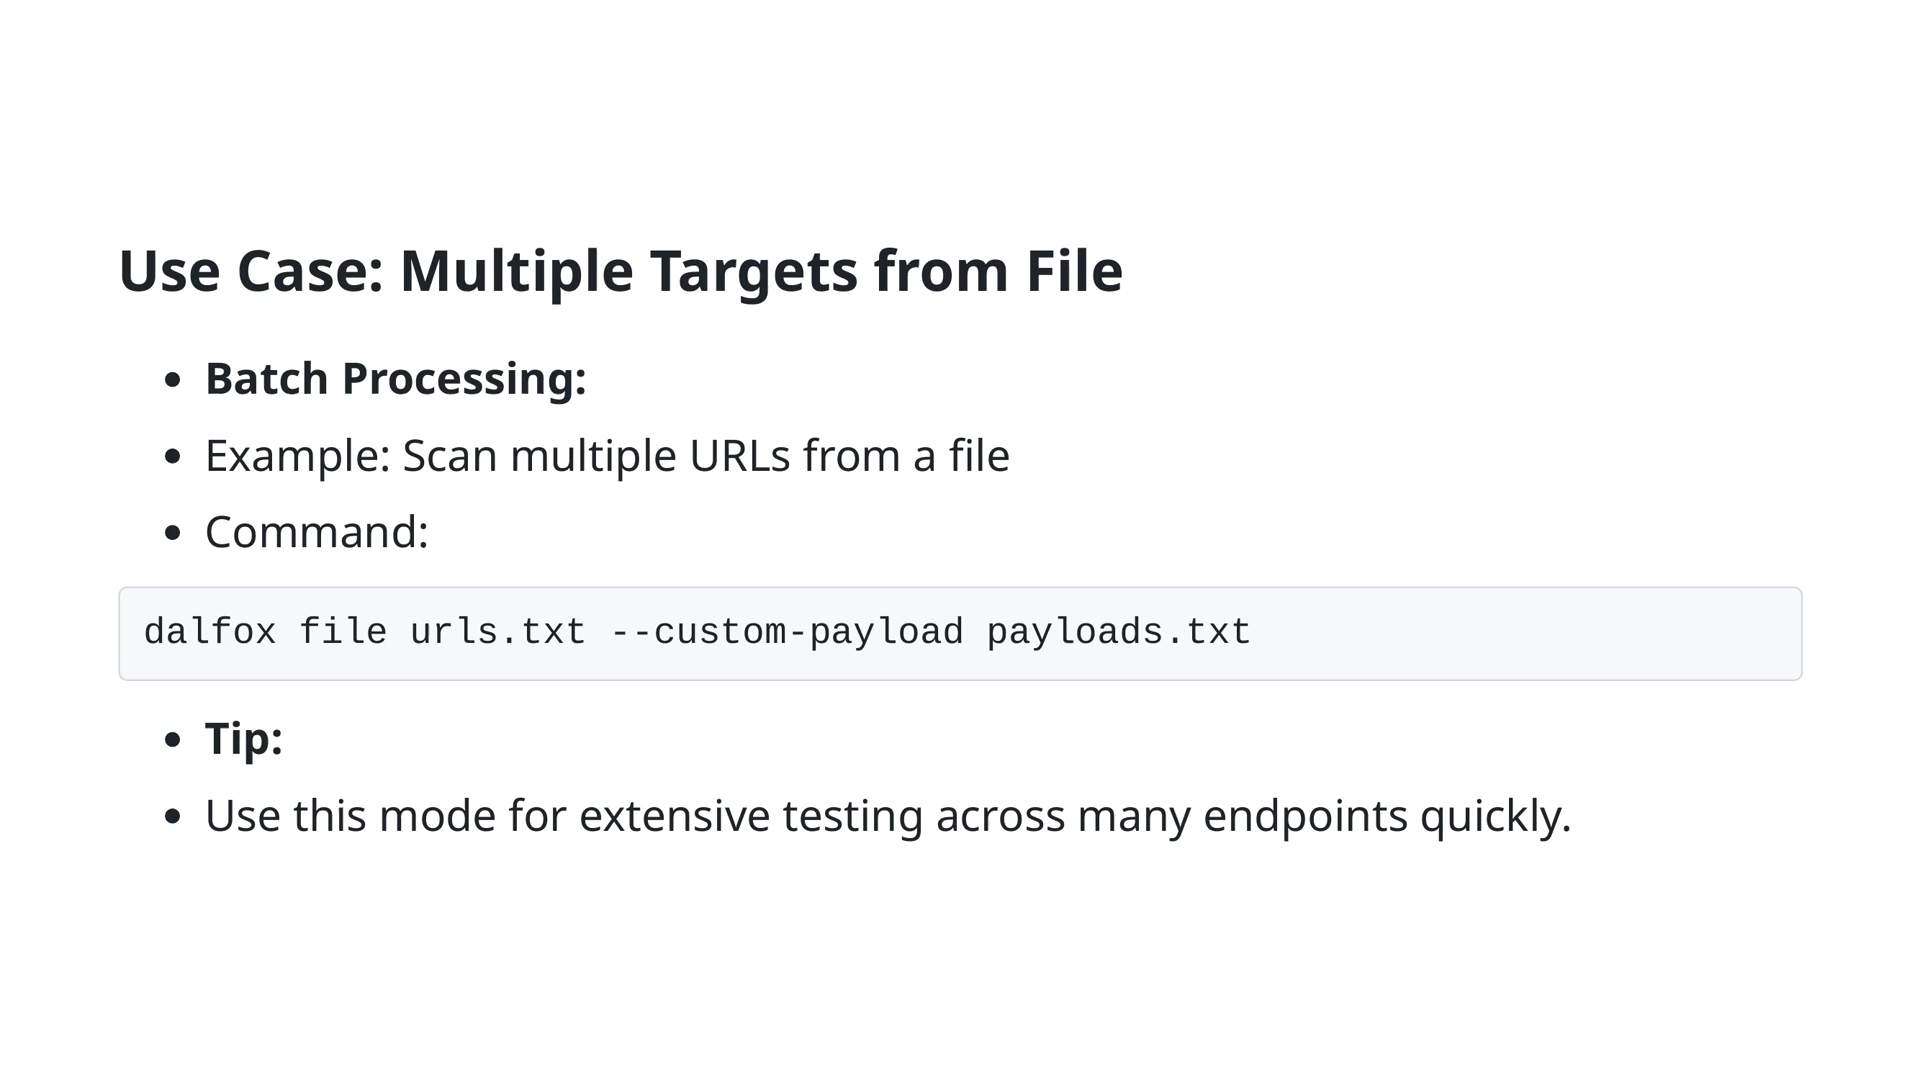 Use Case: Multiple Targets from File
• Batch Processing:
• Example: Scan multiple URLs from a file
• Command:
dalfox file urls.txt --custom-payload payloads.txt
• Tip:
• Use this mode for extensive testing across many endpoints quickly.